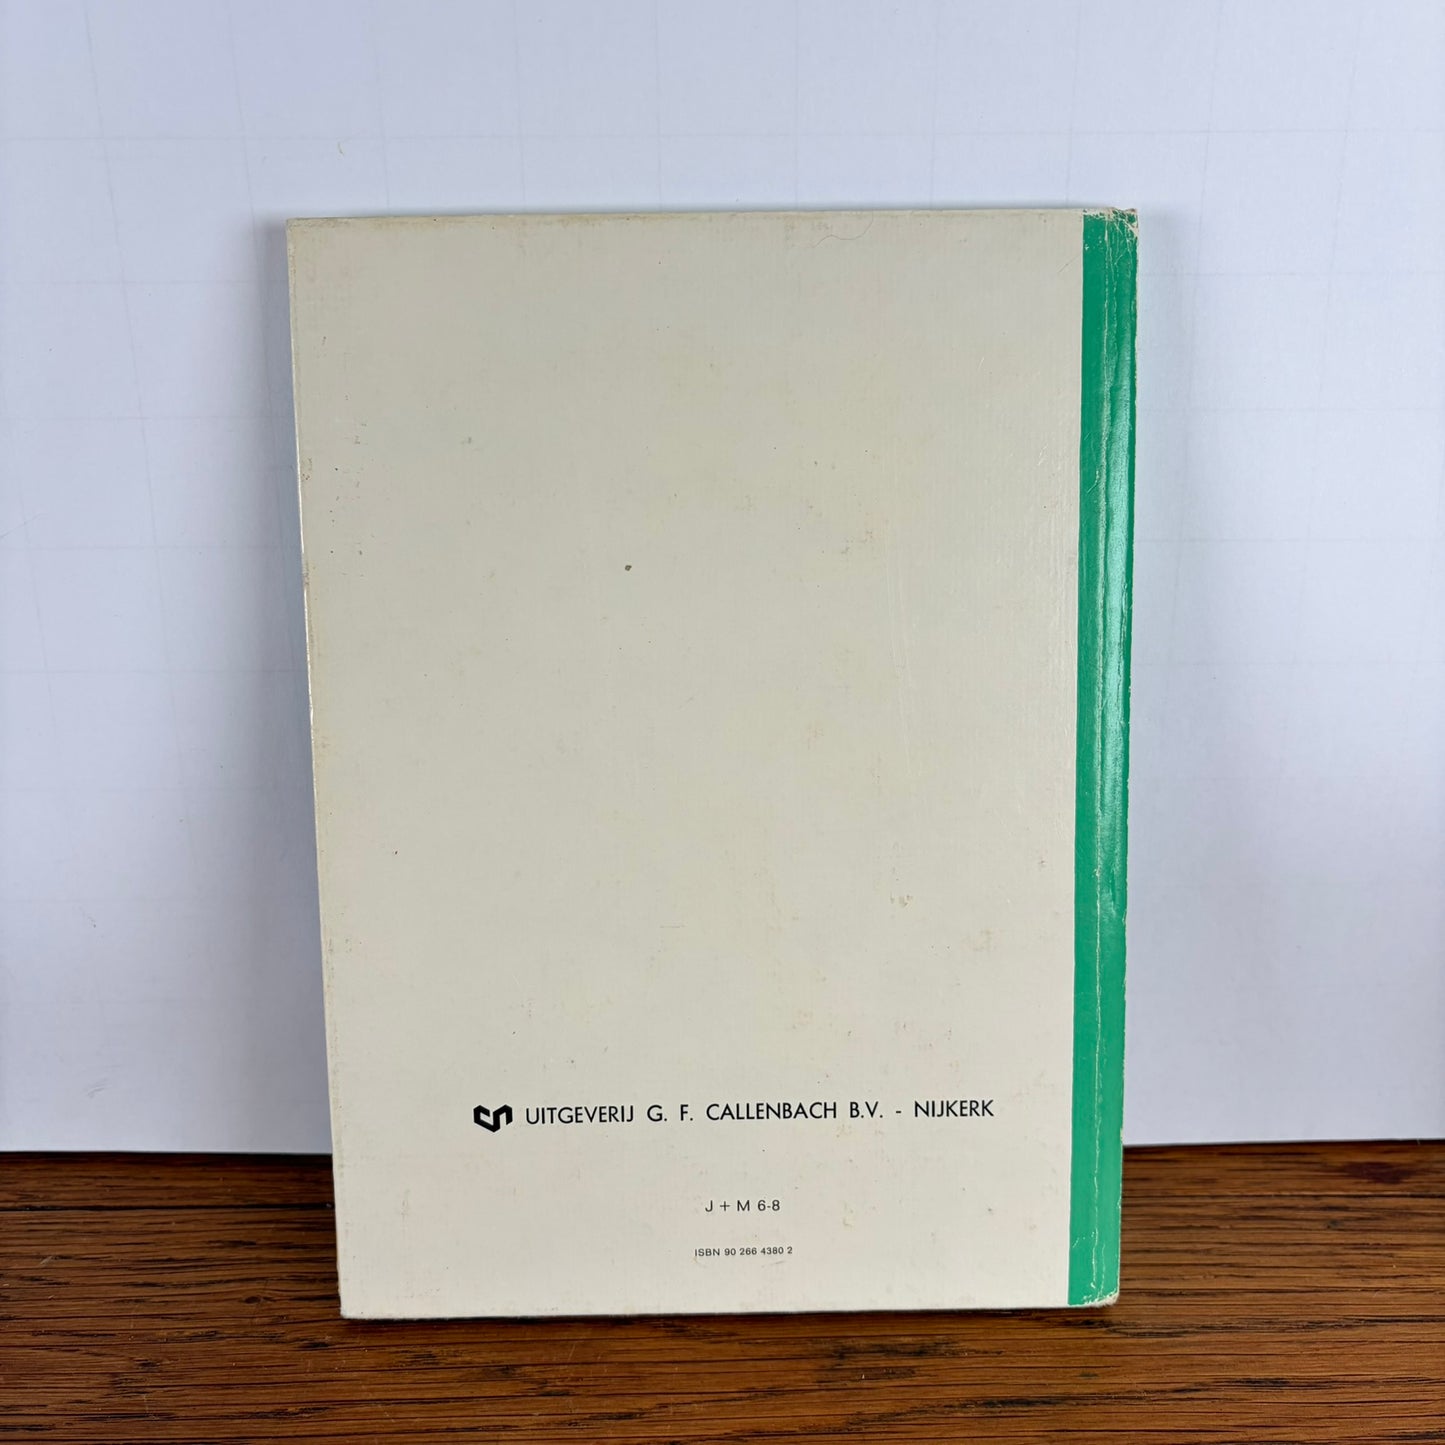 UITGEVERIJ G. F. CALLENBACH B.V. - NIJKERK
J + M 6-8
ISBN 90 266 4380 2